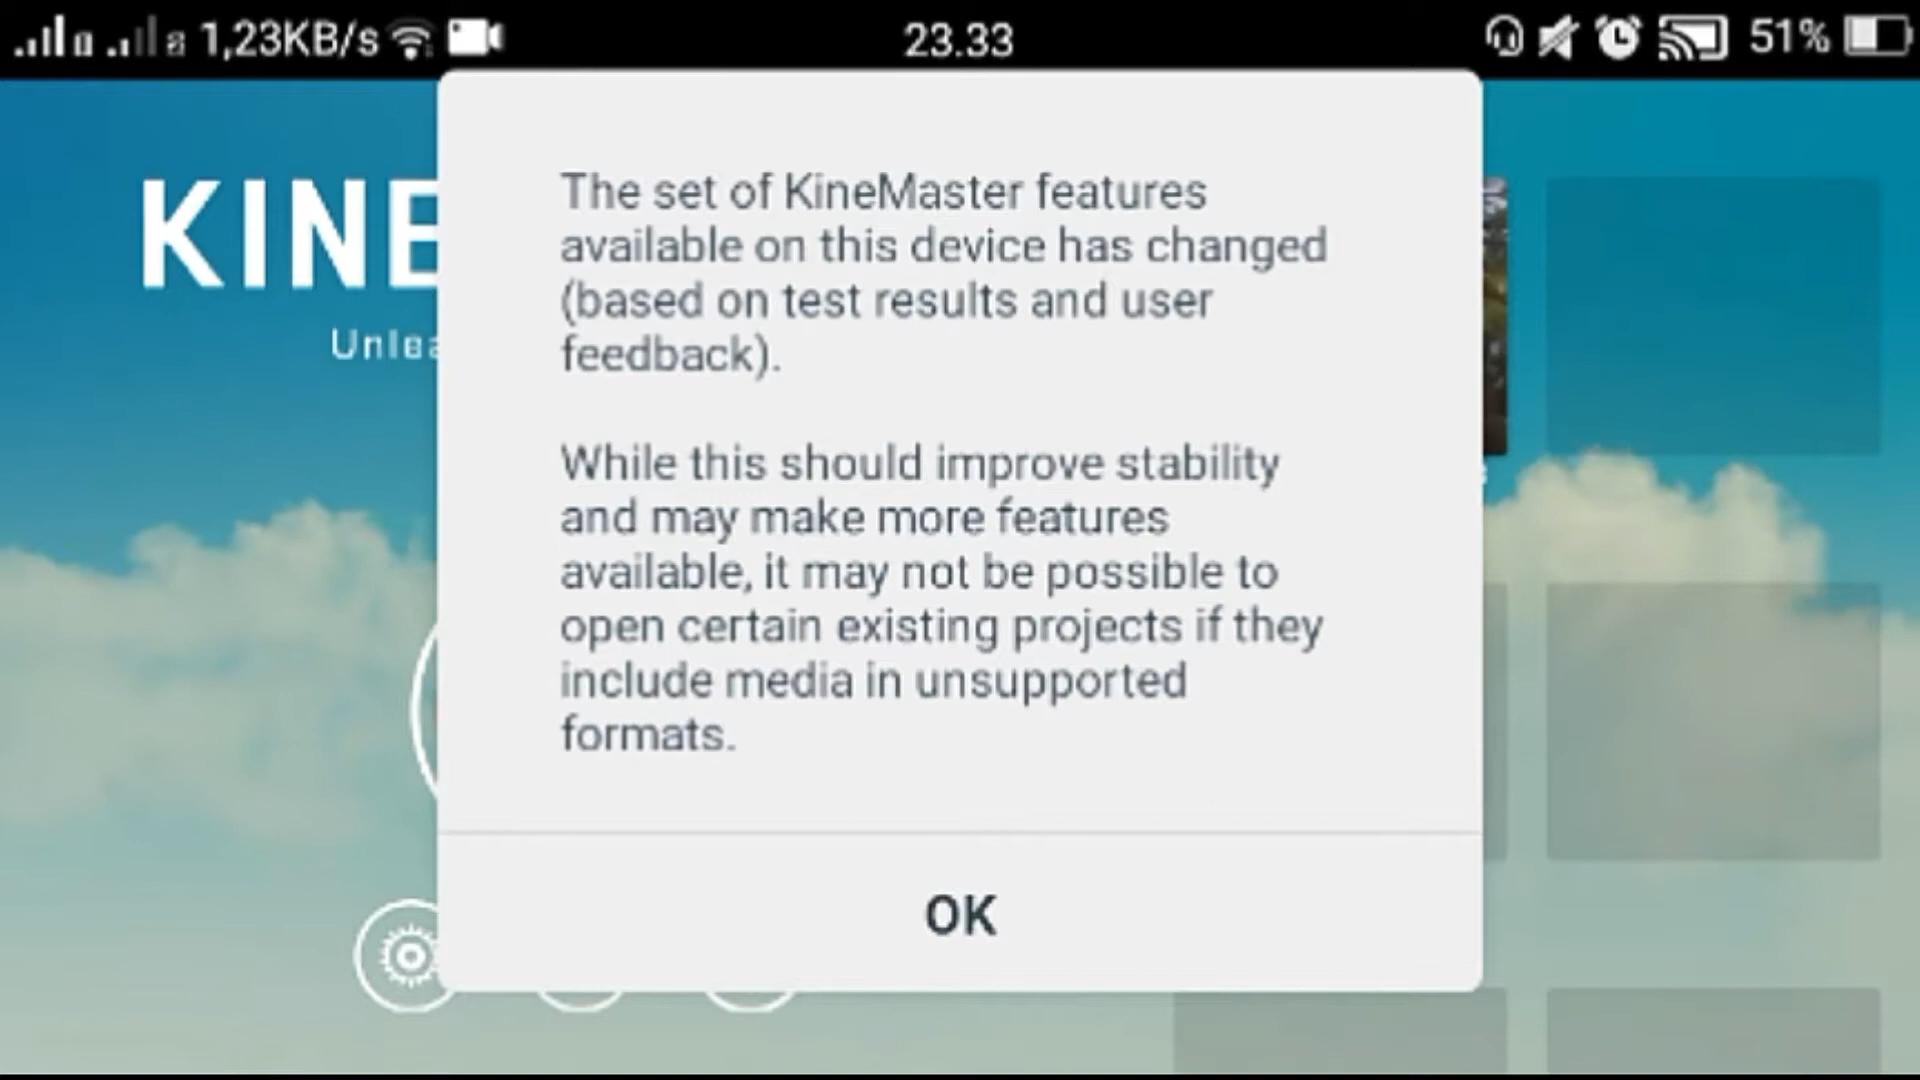 1,23KB/s
23.33
51%
KINE
Unlea
The set of KineMaster features
available on this device has changed
(based on test results and user
feedback).
While this should improve stability
and may make more features
available, it may not be possible to
open certain existing projects if they
include media in unsupported
formats.
OK